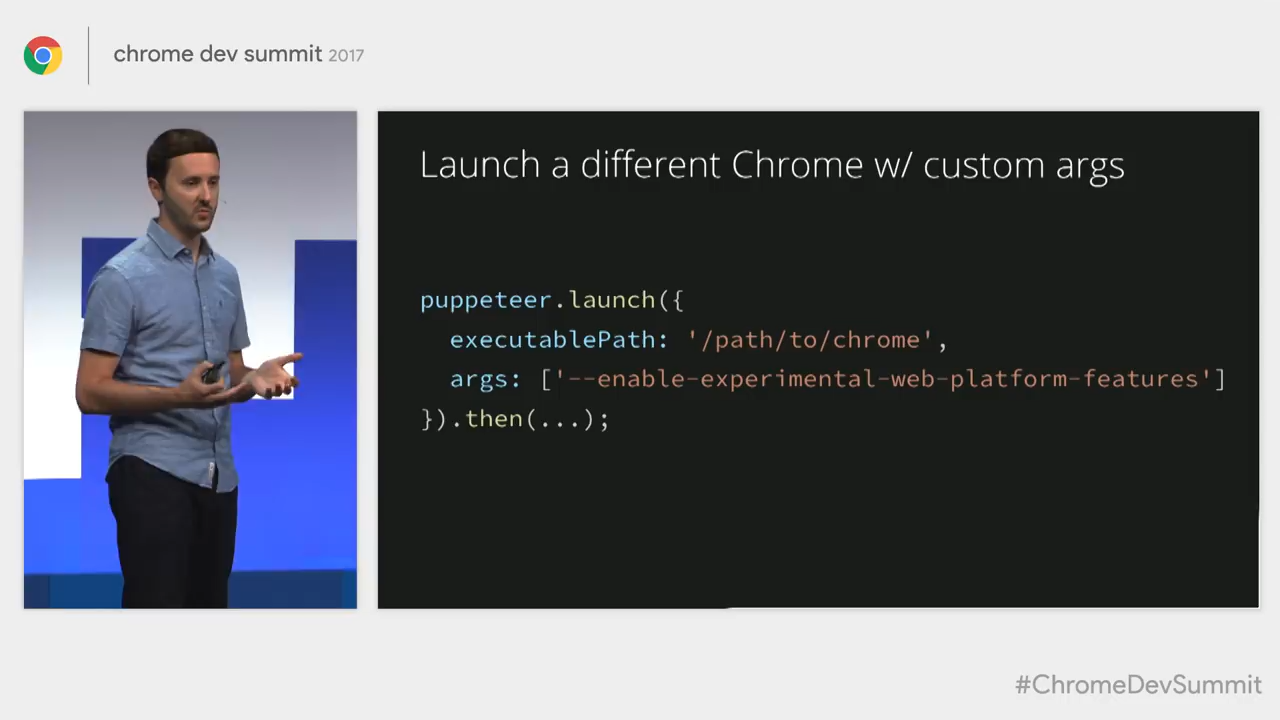 chrome dev summit 2017
Launch a different Chrome w/ custom args
puppeteer.launch({
executablePath: '/path/to/chrome',
args: ['--enable-experimental-web-platform-features']
}).then(...);
#ChromeDevSummit